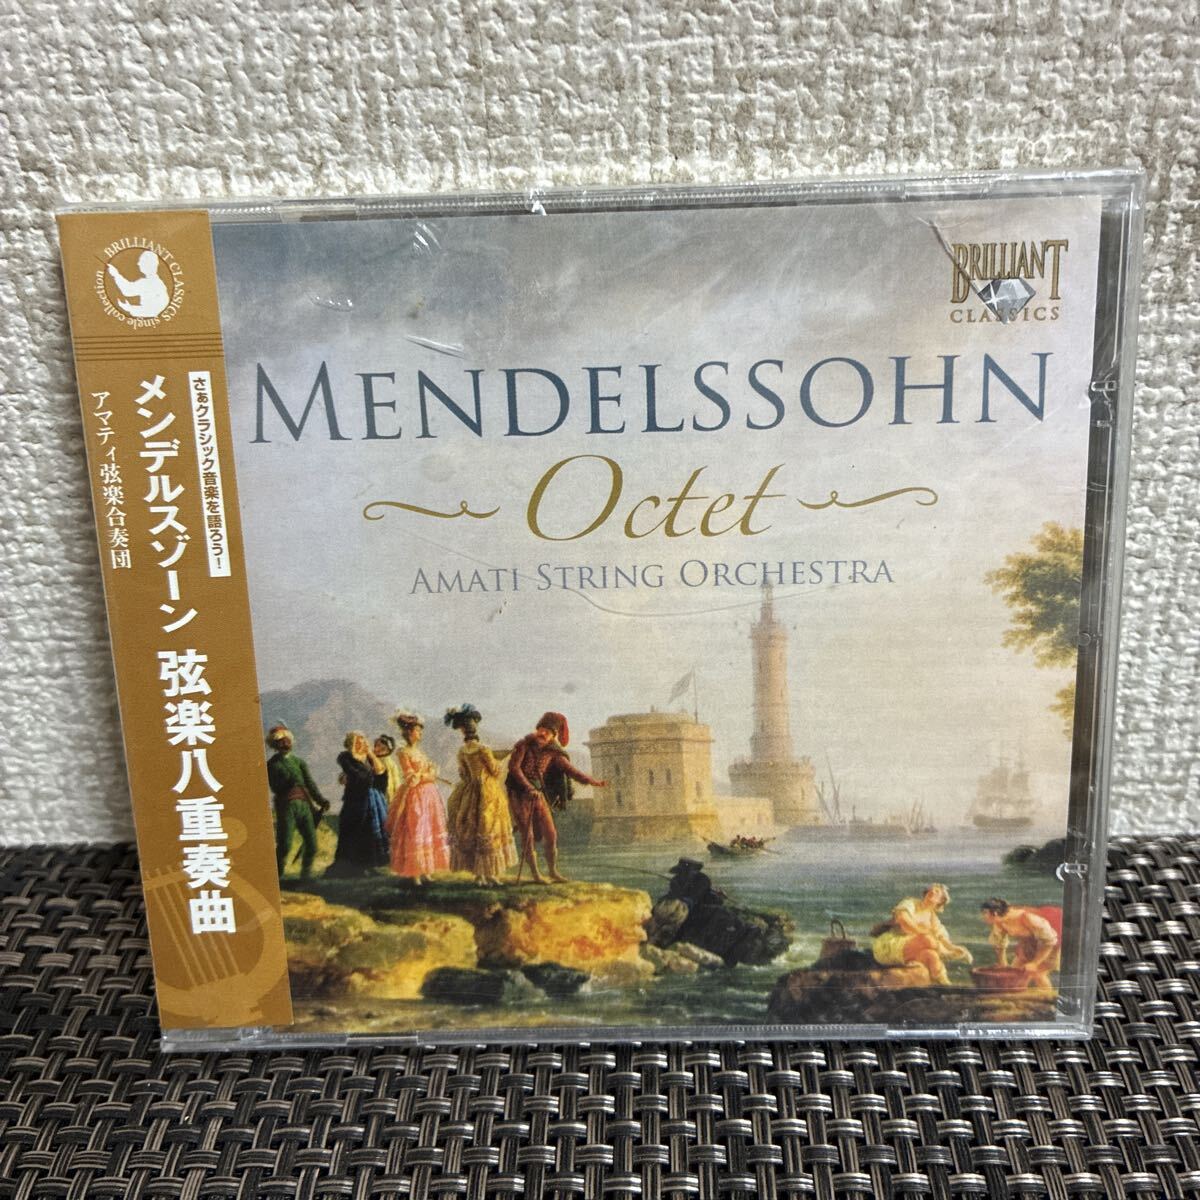 BRILLIANT CLASSICS single collection
さぁクラシック音楽を語ろう!
メンデルスゾーン 弦楽八重奏曲
アマティ弦楽合奏団
BRILLIANT
CLASSICS
MENDELSSOHN
Octet
AMATI STRING ORCHESTRA